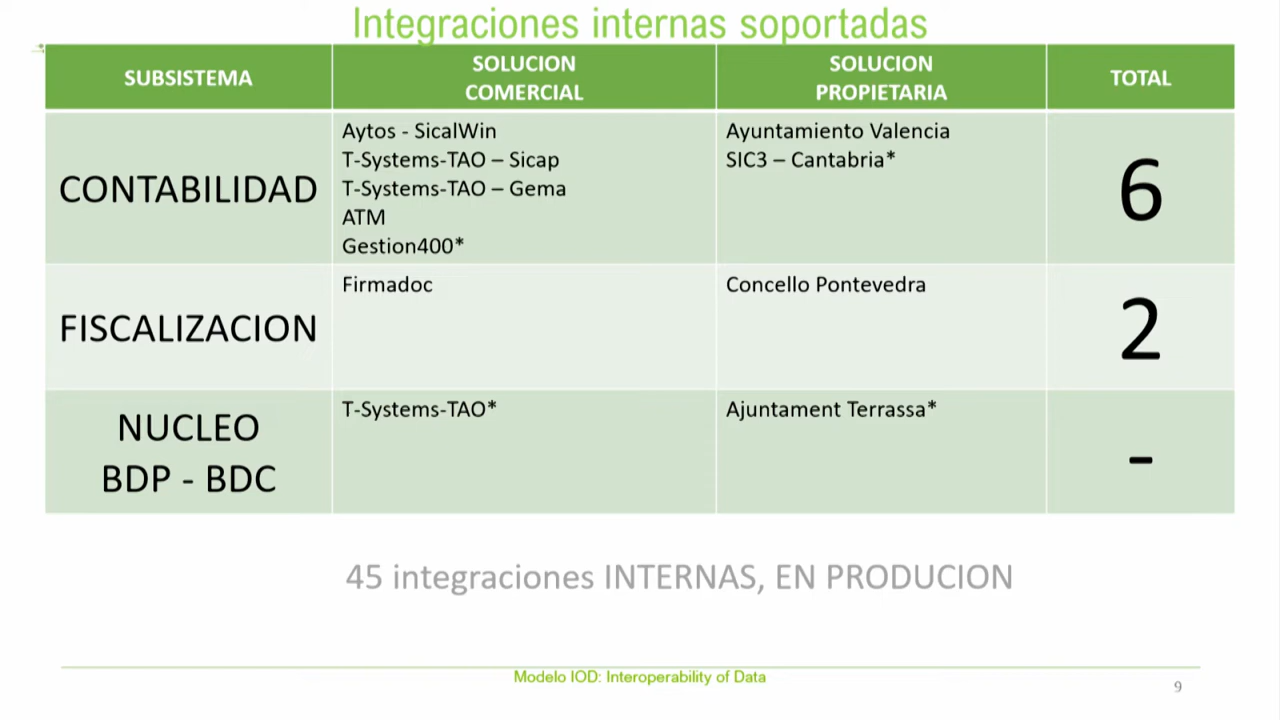 Integraciones internas soportadas
SUBSISTEMA
SOLUCION
COMERCIAL
SOLUCION
PROPIETARIA
TOTAL
CONTABILIDAD
Aytos - SicalWin
T-Systems-TAO – Sicap
T-Systems-TAO – Gema
ATM
Gestion400*
Ayuntamiento Valencia
SIC3 – Cantabria*
6
FISCALIZACION
Firmadoc
Concello Pontevedra
2
NUCLEO
BDP - BDC
T-Systems-TAO*
Ajuntament Terrassa*
-
45 integraciones INTERNAS, EN PRODUCION
Modelo IOD: Interoperability of Data
9